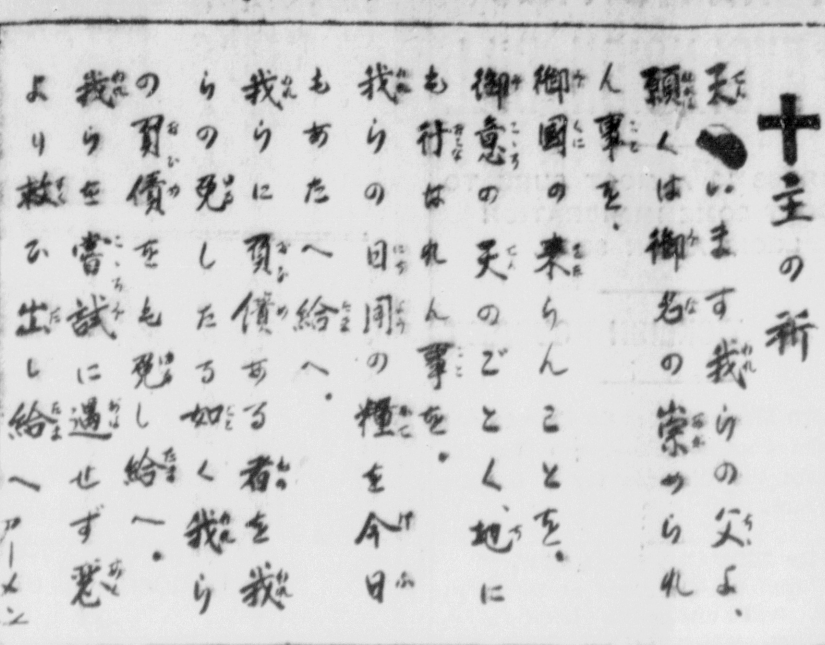 主の祈
天います我らの父よ、
願くは御名の崇められ
ん事を。
御國の来らんことを。
御意の天のごとく、地に
も行はれん事を。
我らの日用の糧を今日
もあたへ給へ。
我らに負債ある者を我
らの免したる如く我ら
の負債をも免し給へ。
我らを嘗試に遇せず悪
より救ひ出し給へ アーメン